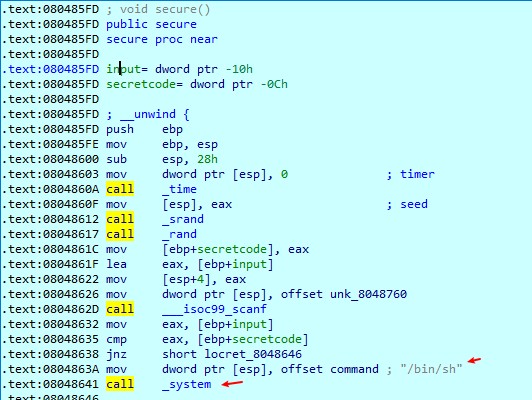 .text:080485FD ; void secure()
.text:080485FD public secure
.text:080485FD secure proc near
.text:080485FD
.text:080485FD input= dword ptr -10h
.text:080485FD secretcode= dword ptr -0Ch
.text:080485FD
.text:080485FD ; __unwind {
.text:080485FD push ebp
.text:080485FE mov ebp, esp
.text:08048600 sub esp, 28h
.text:08048603 mov dword ptr [esp], 0 ; timer
.text:0804860A call _time
.text:0804860F mov [esp], eax ; seed
.text:08048612 call _srand
.text:08048617 call _rand
.text:0804861C mov [ebp+secretcode], eax
.text:0804861F lea eax, [ebp+input]
.text:08048622 mov [esp+4], eax
.text:08048626 mov dword ptr [esp], offset unk_8048760
.text:0804862D call ___isoc99_scanf
.text:08048632 mov eax, [ebp+input]
.text:08048635 cmp eax, [ebp+secretcode]
.text:08048638 jnz short locret_8048646
.text:0804863A mov dword ptr [esp], offset command ; "/bin/sh"
.text:08048641 call _system
.text:08048646